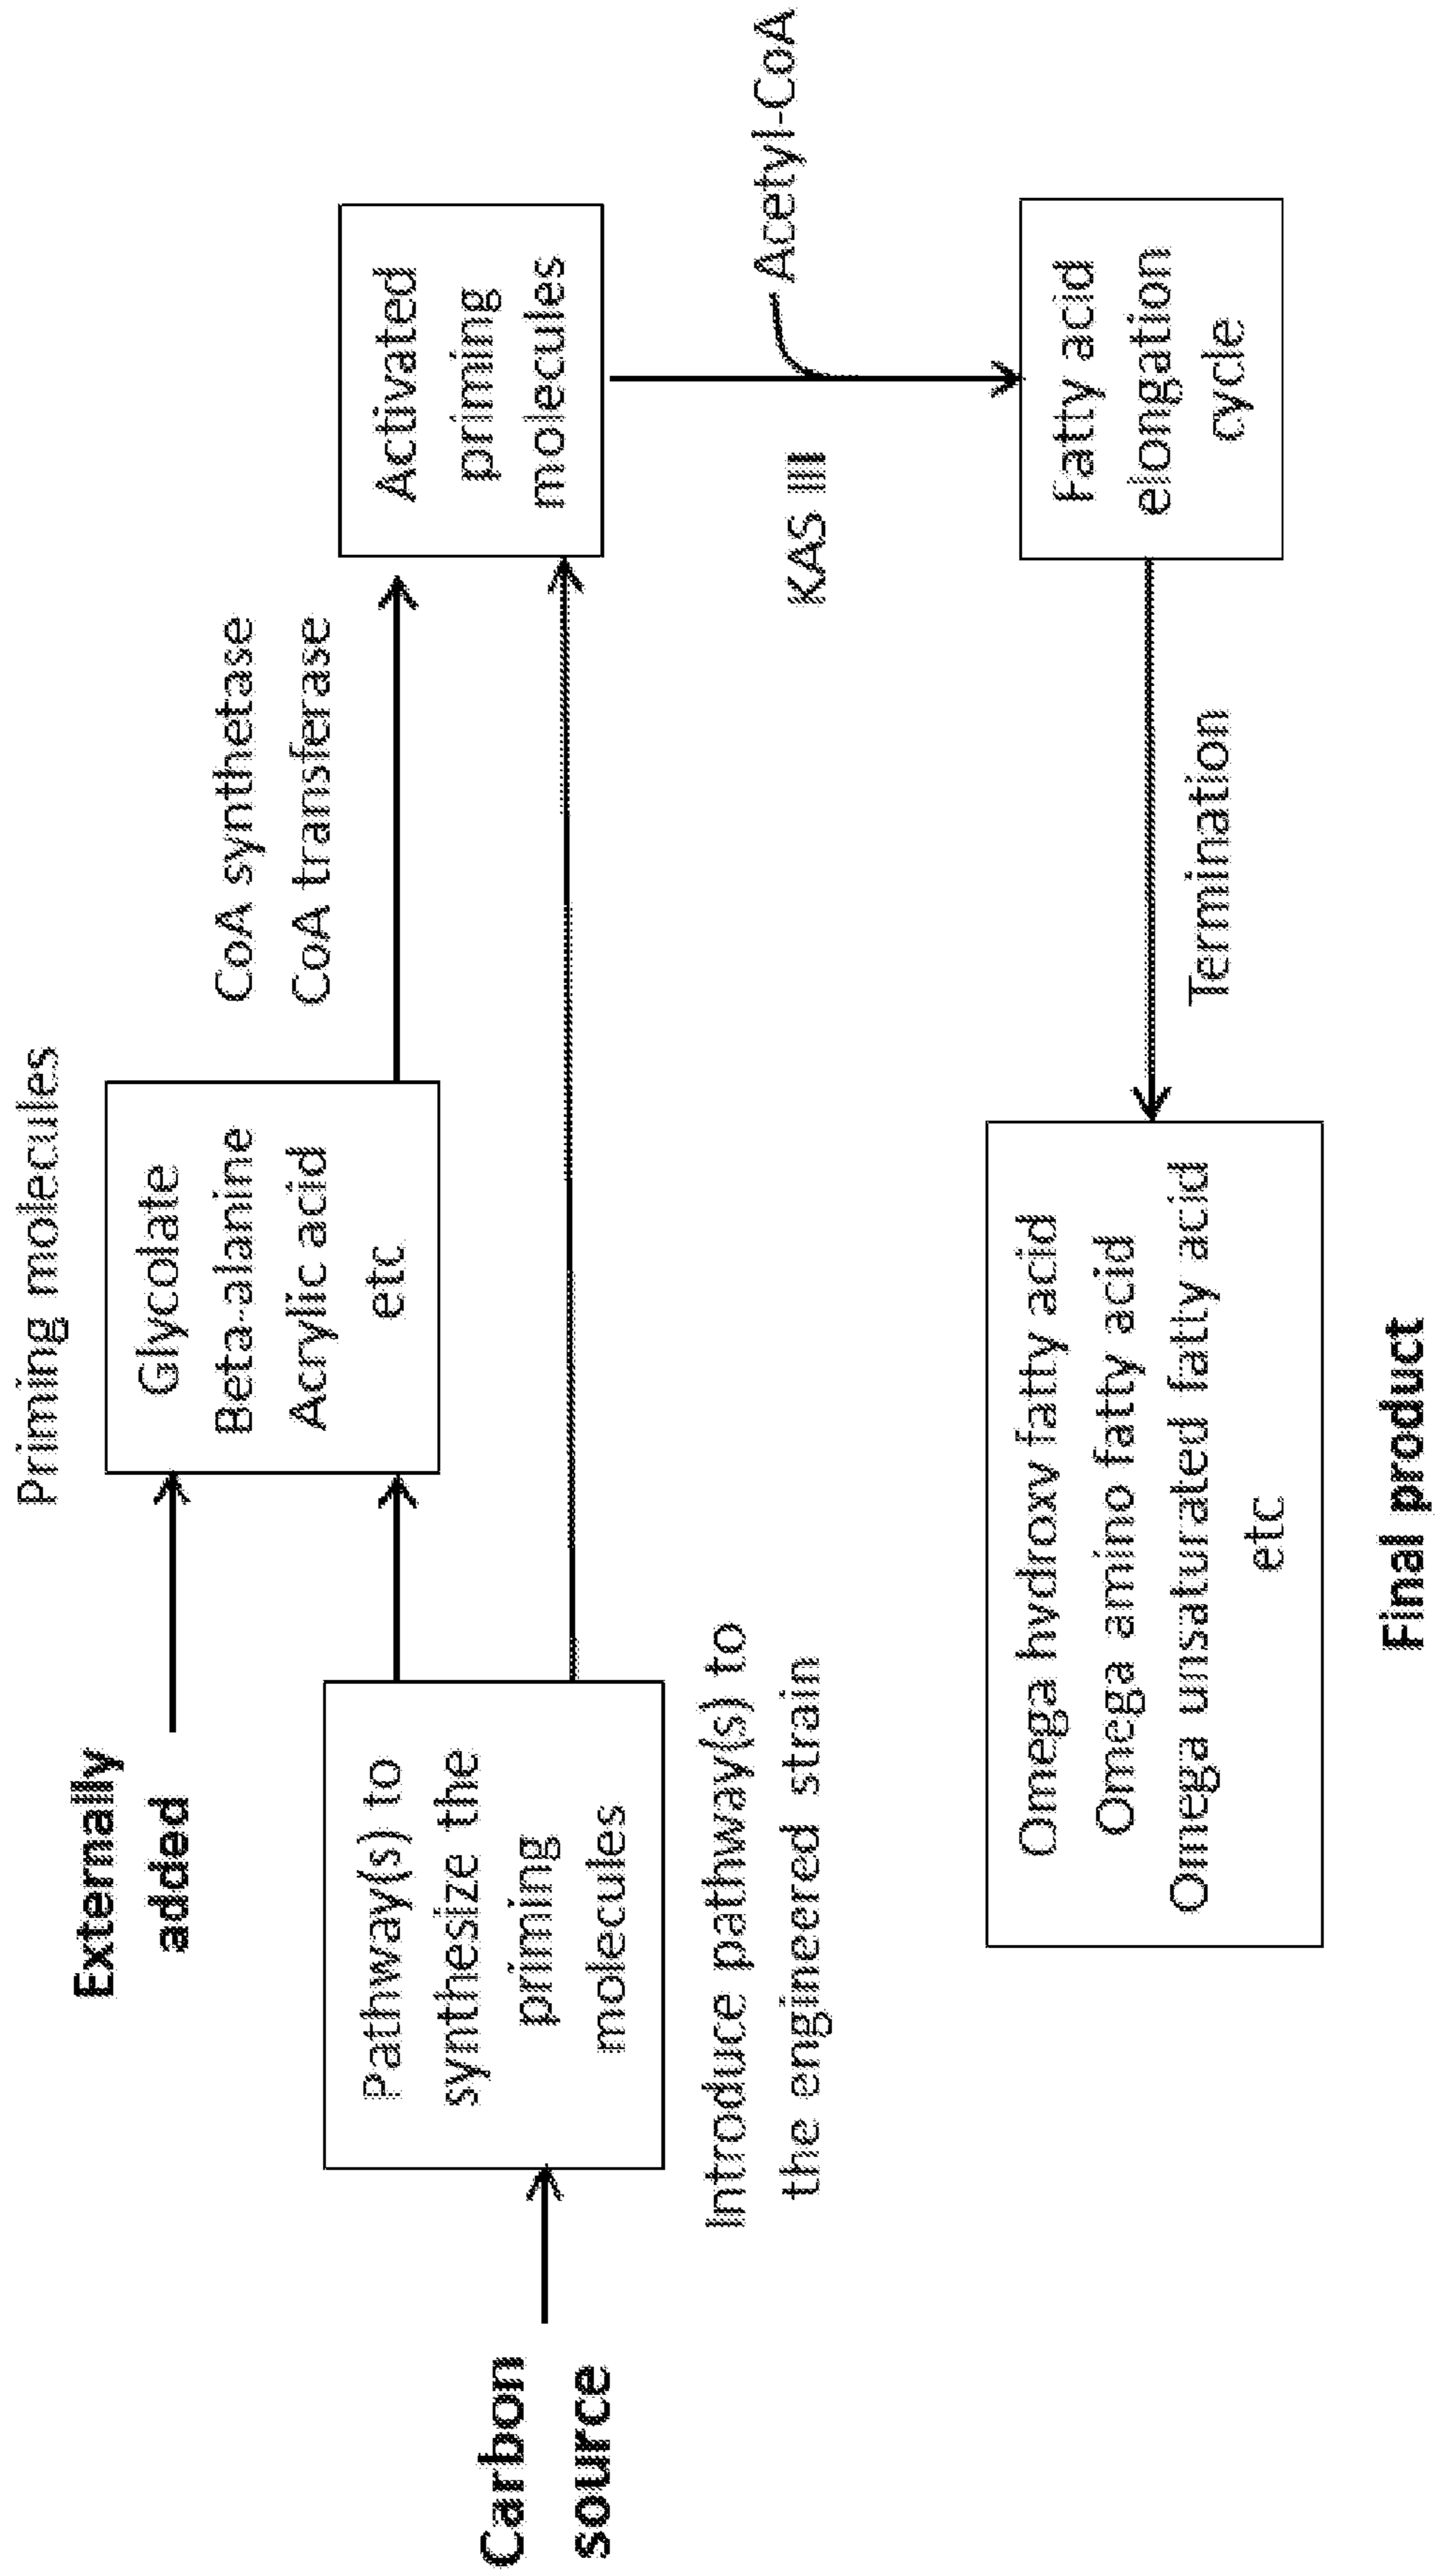 Priming molecules
Externally
added
Glycolate
Beta-alanine
Acrylic acid
etc
CoA synthetase
CoA transferase
Carbon
source
Pathway(s) to
synthesize the
priming
molecules
Activated
priming
molecules
Introduce pathway(s) to
the engineered strain
KAS III
Acetyl-CoA
Omega hydroxy fatty acid
Omega amino fatty acid
Omega unsaturated fatty acid
etc
Termination
Fatty acid
elongation
cycle
Final product